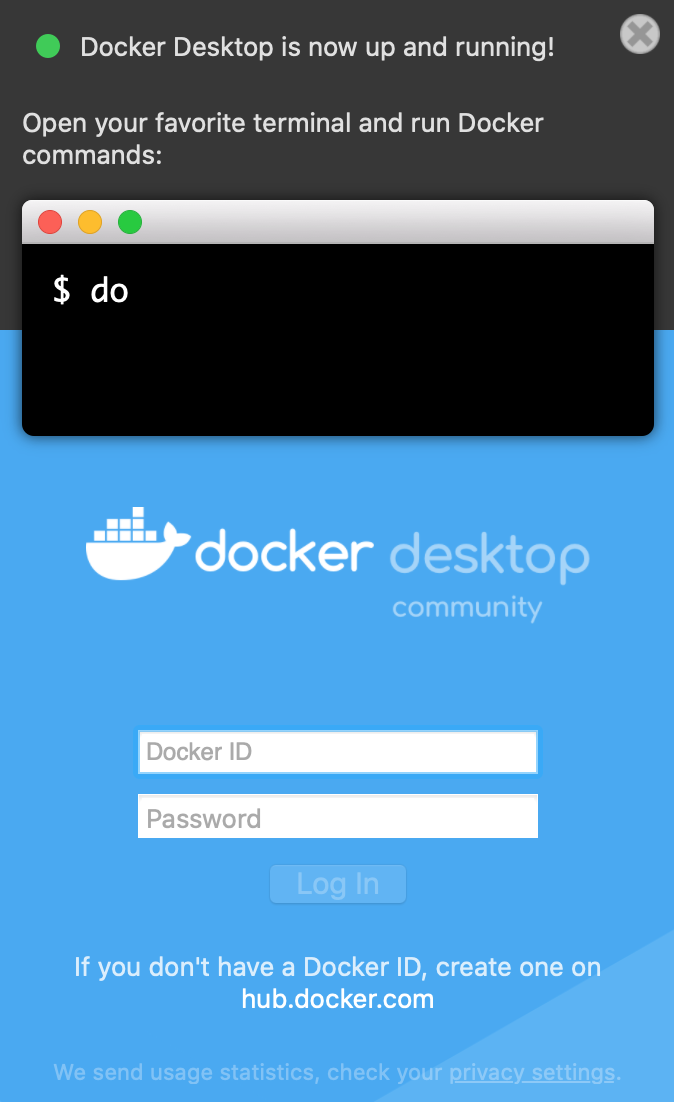 Docker Desktop is now up and running!
Open your favorite terminal and run Docker
commands:
$ do
docker desktop
community
Docker ID
Password
Log In
If you don't have a Docker ID, create one on
hub.docker.com
We send usage statistics, check your privacy settings.